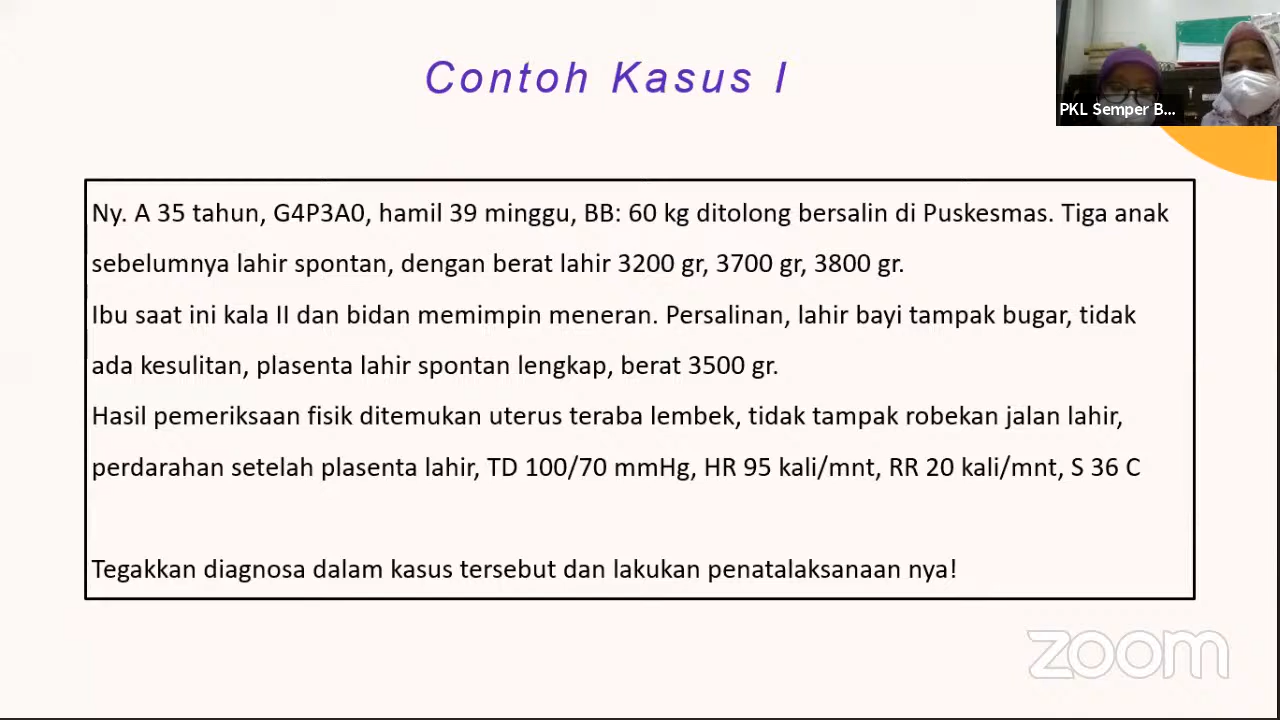 Contoh Kasus I
PKL Semper B...
Ny. A 35 tahun, G4P3A0, hamil 39 minggu, BB: 60 kg ditolong bersalin di Puskesmas. Tiga anak
sebelumnya lahir spontan, dengan berat lahir 3200 gr, 3700 gr, 3800 gr.
Ibu saat ini kala II dan bidan memimpin meneran. Persalinan, lahir bayi tampak bugar, tidak
ada kesulitan, plasenta lahir spontan lengkap, berat 3500 gr.
Hasil pemeriksaan fisik ditemukan uterus teraba lembek, tidak tampak robekan jalan lahir,
perdarahan setelah plasenta lahir, TD 100/70 mmHg, HR 95 kali/mnt, RR 20 kali/mnt, S 36 C
Tegakkan diagnosa dalam kasus tersebut dan lakukan penatalaksanaan nya!
zoom